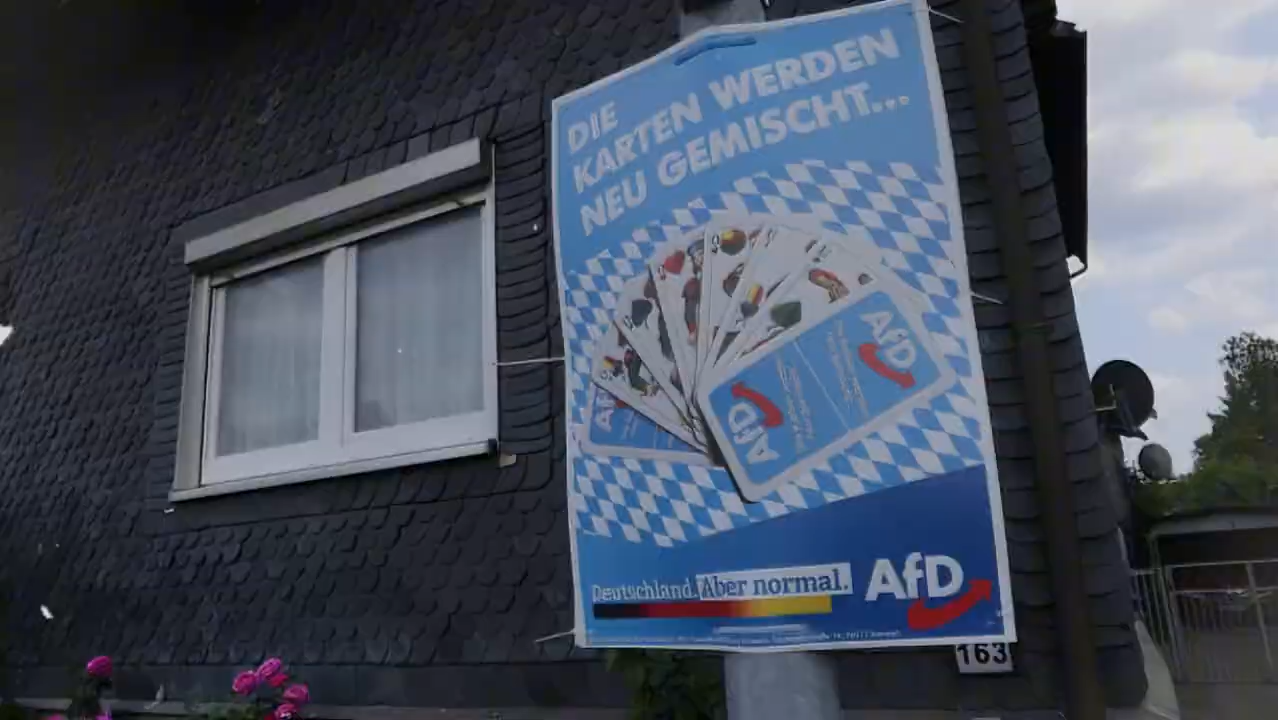 DIE
KARTEN WERDEN
NEU GEMISCHT...
AfD
AfD
Deutschland. Aber normal.
AfD
163